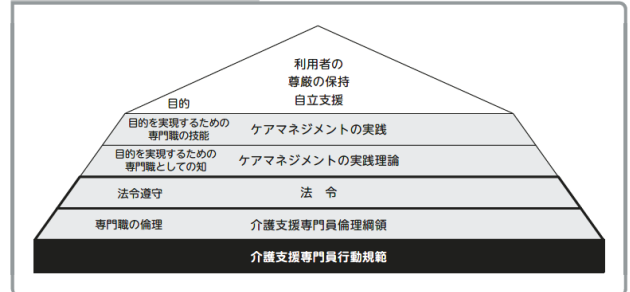 利用者の
尊厳の保持
目的 自立支援
目的を実現するための
専門職の技能
ケアマネジメントの実践
目的を実現するための
専門職としての知
ケアマネジメントの実践理論
法令遵守 法 令
専門職の倫理 介護支援専門員倫理綱領
介護支援専門員行動規範